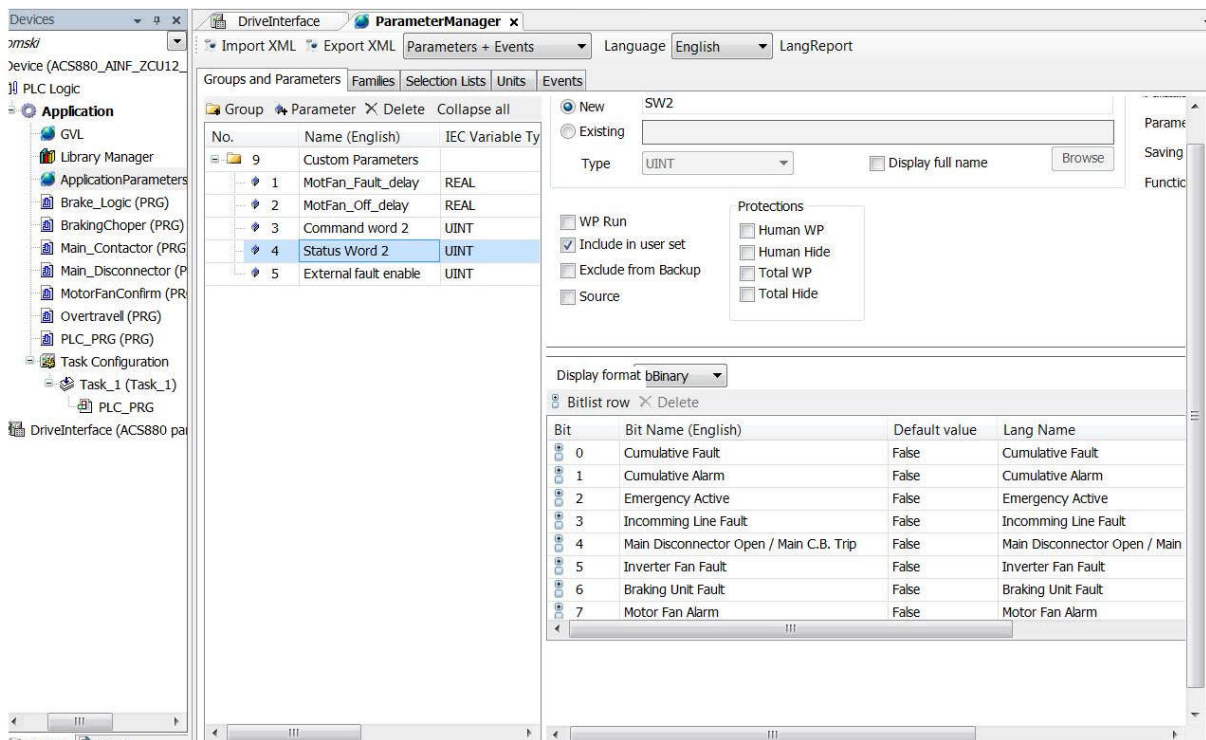 Devices
DriveInterface
ParameterManager x
omski
Import XML Export XML Parameters + Events Language English LangReport
Device (ACS880_AINF_ZCU12_
PLC Logic
Application
GVL
Library Manager
ApplicationParameters
Brake_Logic (PRG)
BrakingChoper (PRG)
Main_Contactor (PRG
Main_Disconnector (P
MotorFanConfirm (PR
Overtravell (PRG)
PLC_PRG (PRG)
Task Configuration
Task_1 (Task_1)
PLC_PRG
DriveInterface (ACS880 pa
Groups and Parameters Families Selection Lists Units Events
Group Parameter Delete Collapse all
No. Name (English) IEC Variable Ty
9 Custom Parameters
1 MotFan_Fault_delay REAL
2 MotFan_Off_delay REAL
3 Command word 2 UINT
4 Status Word 2 UINT
5 External fault enable UINT
New SW2
Existing
Type UINT Display full name Browse
Parame
Saving
Functio
WP Run
Include in user set
Exclude from Backup
Source
Protections
Human WP
Human Hide
Total WP
Total Hide
Display format bBinary
Bitlist row Delete
Bit Bit Name (English) Default value Lang Name
0 Cumulative Fault False Cumulative Fault
1 Cumulative Alarm False Cumulative Alarm
2 Emergency Active False Emergency Active
3 Incomming Line Fault False Incomming Line Fault
4 Main Disconnector Open / Main C.B. Trip False Main Disconnector Open / Main
5 Inverter Fan Fault False Inverter Fan Fault
6 Braking Unit Fault False Braking Unit Fault
7 Motor Fan Alarm False Motor Fan Alarm